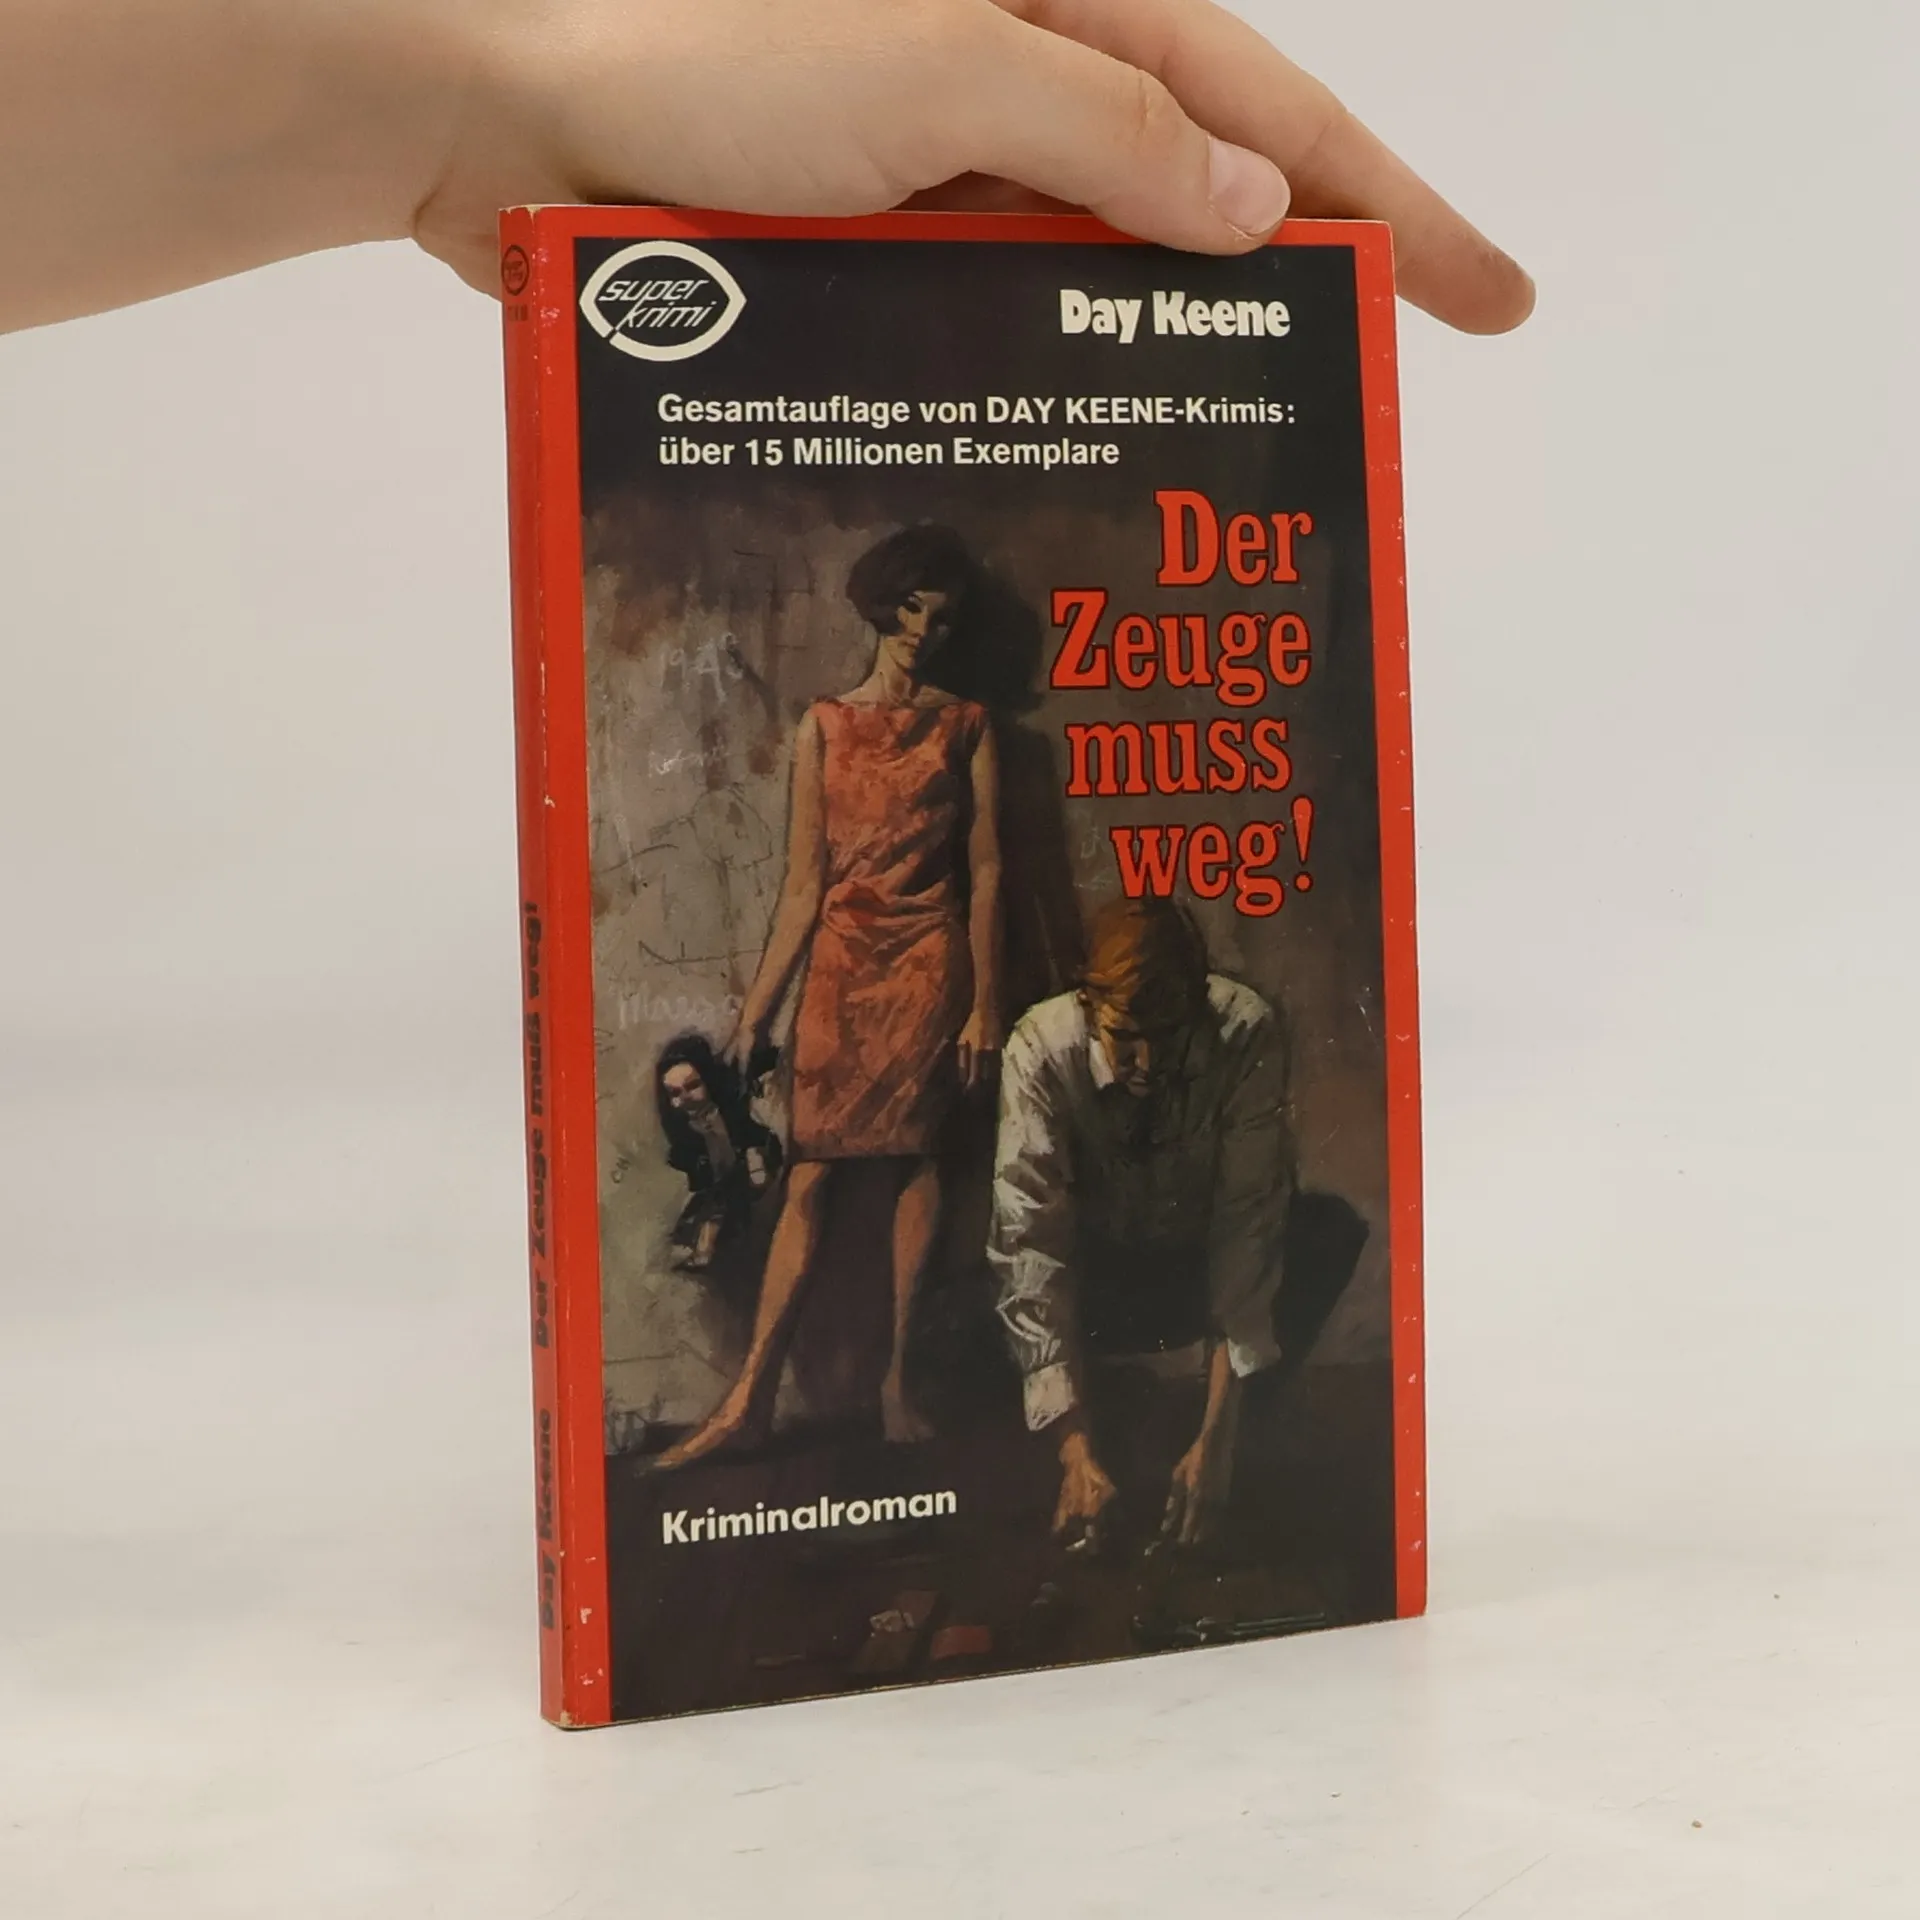 super
krimi
Day Keene
Gesamtauflage von DAY KEENE-Krimis:
über 15 Millionen Exemplare
Der
Zeuge
muss
weg!
Kriminalroman
Day Keene Der Zeuge muss weg!